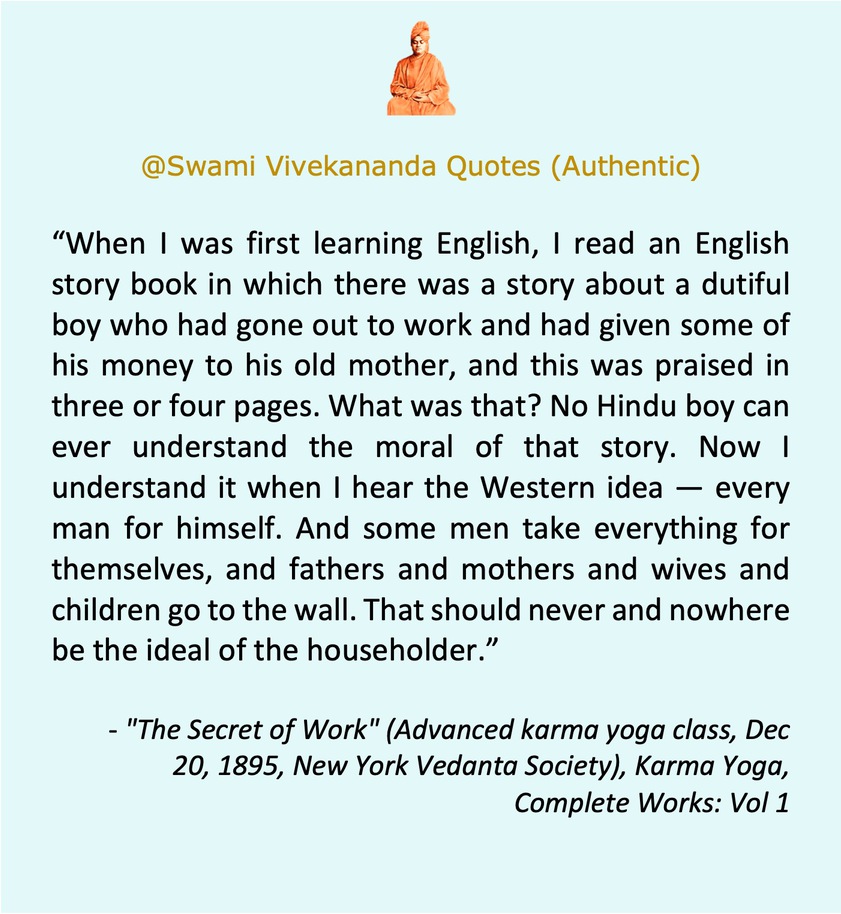 @Swami Vivekananda Quotes (Authentic)
“When I was first learning English, I read an English
story book in which there was a story about a dutiful
boy who had gone out to work and had given some of
his money to his old mother, and this was praised in
three or four pages. What was that? No Hindu boy can
ever understand the moral of that story. Now I
understand it when I hear the Western idea — every
man for himself. And some men take everything for
themselves, and fathers and mothers and wives and
children go to the wall. That should never and nowhere
be the ideal of the householder.”
- "The Secret of Work" (Advanced karma yoga class, Dec
20, 1895, New York Vedanta Society), Karma Yoga,
Complete Works: Vol 1